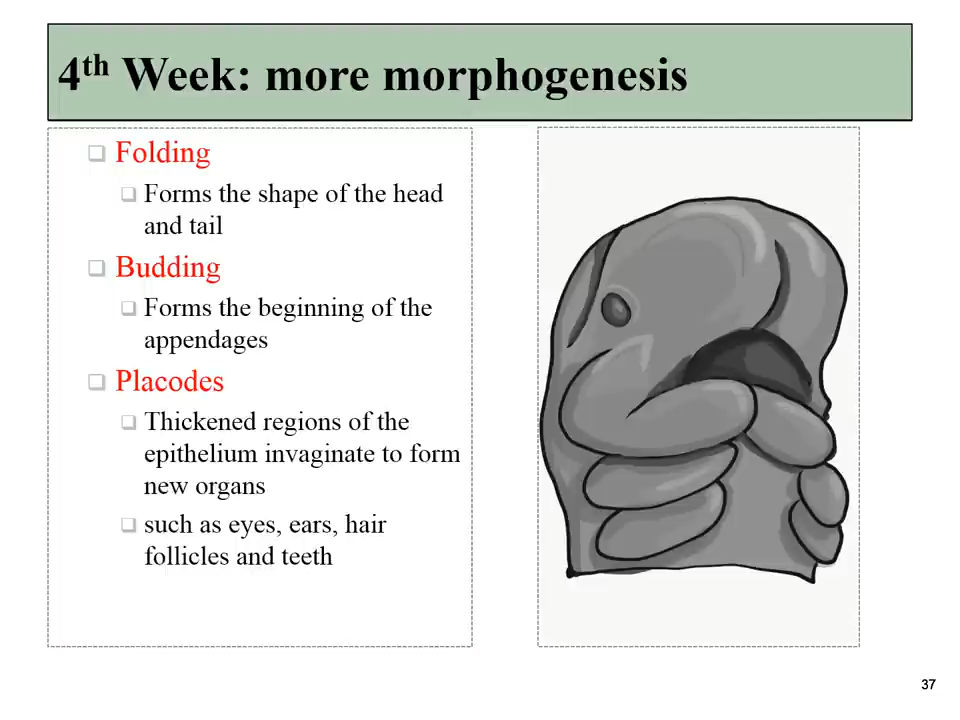 4th Week: more morphogenesis
Folding
Forms the shape of the head
and tail
Budding
Forms the beginning of the
appendages
Placodes
Thickened regions of the
epithelium invaginate to form
new organs
such as eyes, ears, hair
follicles and teeth
37